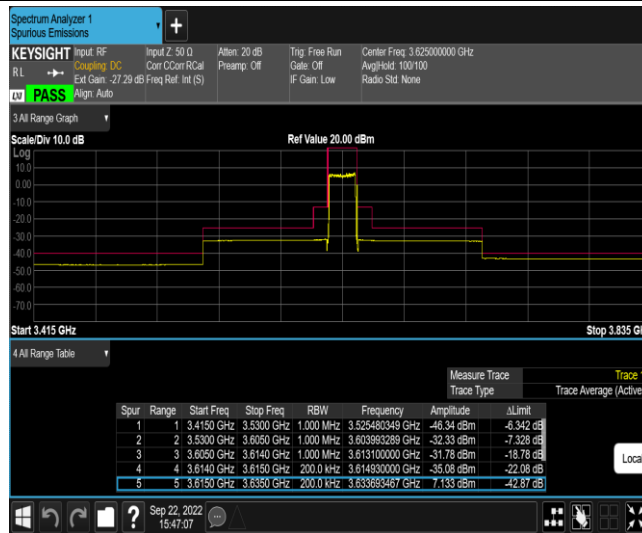 Spectrum Analyzer 1
Spurious Emissions
+
KEYSIGHT Input: RF Input Z: 50 Ω Atten: 20 dB Trig: Free Run Center Freq: 3.625000000 GHz
RL Coupling: DC Corr CCorr RCal Preamp: Off Gate: Off Avg|Hold: 100/100
Ext Gain: -27.29 dB Freq Ref: Int (S) IF Gain: Low Radio Std: None
LXI PASS Align: Auto
3 All Range Graph
Scale/Div 10.0 dB Ref Value 20.00 dBm
Log
10.0
0.00
-10.0
-20.0
-30.0
-40.0
-50.0
-60.0
-70.0
Start 3.415 GHz Stop 3.835 G
4 All Range Table
Measure Trace Trace
Trace Type Trace Average (Active
Spur Range Start Freq Stop Freq RBW Frequency Amplitude ΔLimit
1 1 3.4150 GHz 3.5300 GHz 1.000 MHz 3.525480349 GHz -46.34 dBm -6.342 dB
2 2 3.5300 GHz 3.6050 GHz 1.000 MHz 3.603993289 GHz -32.33 dBm -7.328 dB
3 3 3.6050 GHz 3.6140 GHz 1.000 MHz 3.613100000 GHz -31.78 dBm -18.78 dB
4 4 3.6140 GHz 3.6150 GHz 200.0 kHz 3.614930000 GHz -35.08 dBm -22.08 dB
5 5 3.6150 GHz 3.6350 GHz 200.0 kHz 3.633693467 GHz 7.133 dBm -42.87 dB
Local
?
Sep 22, 2022
15:47:07